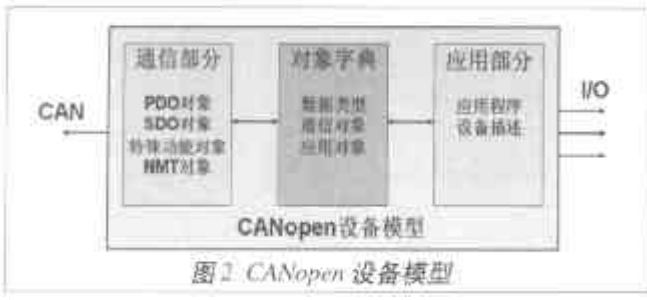 通信部分
PDO对象
SDO对象
特殊功能对象
NMT对象
对象字典
数据类型
通信对象
应用对象
应用部分
应用程序
设备描述
CAN
I/O
CANopen设备模型
图2 CANopen 设备模型